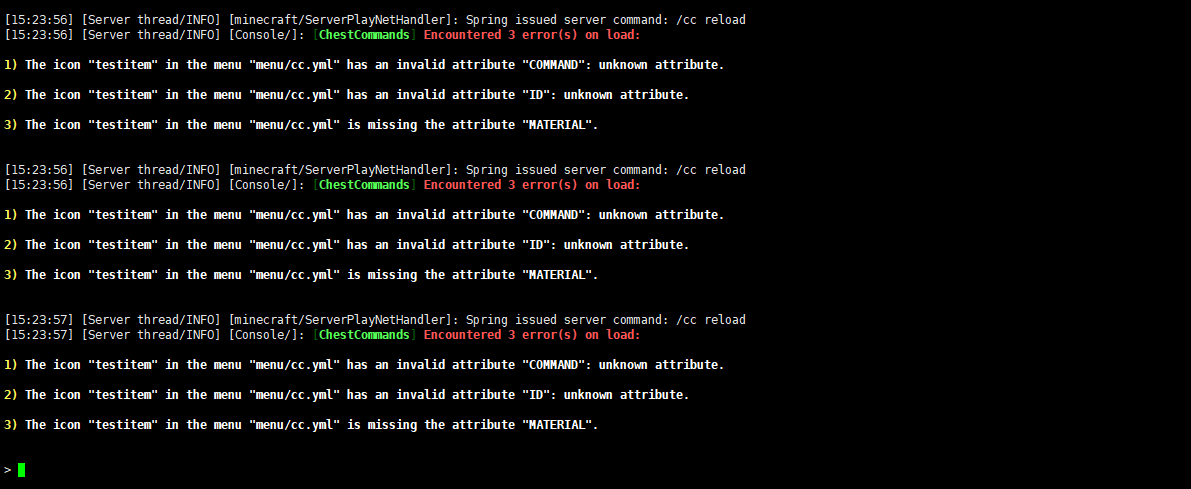 [15:23:56] [Server thread/INFO] [minecraft/ServerPlayNetHandler]: Spring issued server command: /cc reload
[15:23:56] [Server thread/INFO] [Console/]: [ChestCommands] Encountered 3 error(s) on load:
1) The icon "testitem" in the menu "menu/cc.yml" has an invalid attribute "COMMAND": unknown attribute.
2) The icon "testitem" in the menu "menu/cc.yml" has an invalid attribute "ID": unknown attribute.
3) The icon "testitem" in the menu "menu/cc.yml" is missing the attribute "MATERIAL".
[15:23:56] [Server thread/INFO] [minecraft/ServerPlayNetHandler]: Spring issued server command: /cc reload
[15:23:56] [Server thread/INFO] [Console/]: [ChestCommands] Encountered 3 error(s) on load:
1) The icon "testitem" in the menu "menu/cc.yml" has an invalid attribute "COMMAND": unknown attribute.
2) The icon "testitem" in the menu "menu/cc.yml" has an invalid attribute "ID": unknown attribute.
3) The icon "testitem" in the menu "menu/cc.yml" is missing the attribute "MATERIAL".
[15:23:57] [Server thread/INFO] [minecraft/ServerPlayNetHandler]: Spring issued server command: /cc reload
[15:23:57] [Server thread/INFO] [Console/]: [ChestCommands] Encountered 3 error(s) on load:
1) The icon "testitem" in the menu "menu/cc.yml" has an invalid attribute "COMMAND": unknown attribute.
2) The icon "testitem" in the menu "menu/cc.yml" has an invalid attribute "ID": unknown attribute.
3) The icon "testitem" in the menu "menu/cc.yml" is missing the attribute "MATERIAL".
>